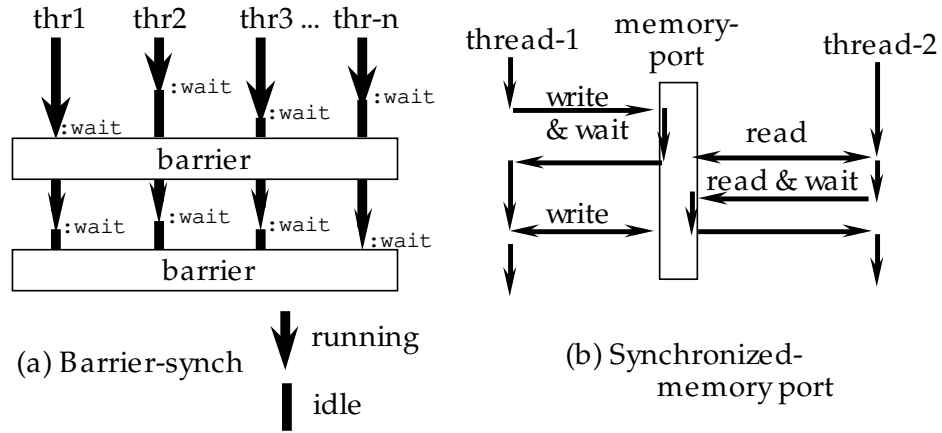 thr1 thr2 thr3 ... thr-n
:wait
:wait
:wait
:wait
barrier
:wait
:wait
:wait
:wait
barrier
running
idle
(a) Barrier-synch
thread-1
memory-
port
thread-2
write
& wait
read
read & wait
write
(b) Synchronized-
memory port